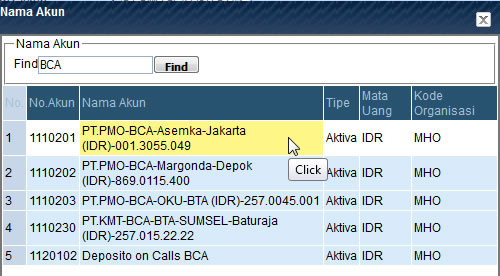 Nama Akun
Nama Akun
Find BCA Find
No. No.Akun Nama Akun Tipe Mata Uang Kode Organisasi
1 1110201 PT.PMO-BCA-Asemka-Jakarta (IDR)-001.3055.049 Aktiva IDR MHO
Click
2 1110202 PT.PMO-BCA-Margonda-Depok (IDR)-869.0115.400 Aktiva IDR MHO
3 1110203 PT.PMO-BCA-OKU-BTA (IDR)-257.0045.001 Aktiva IDR MHO
4 1110230 PT.KMT-BCA-BTA-SUMSEL-Baturaja (IDR)-257.015.22.22 Aktiva IDR MHO
5 1120102 Deposito on Calls BCA Aktiva IDR MHO